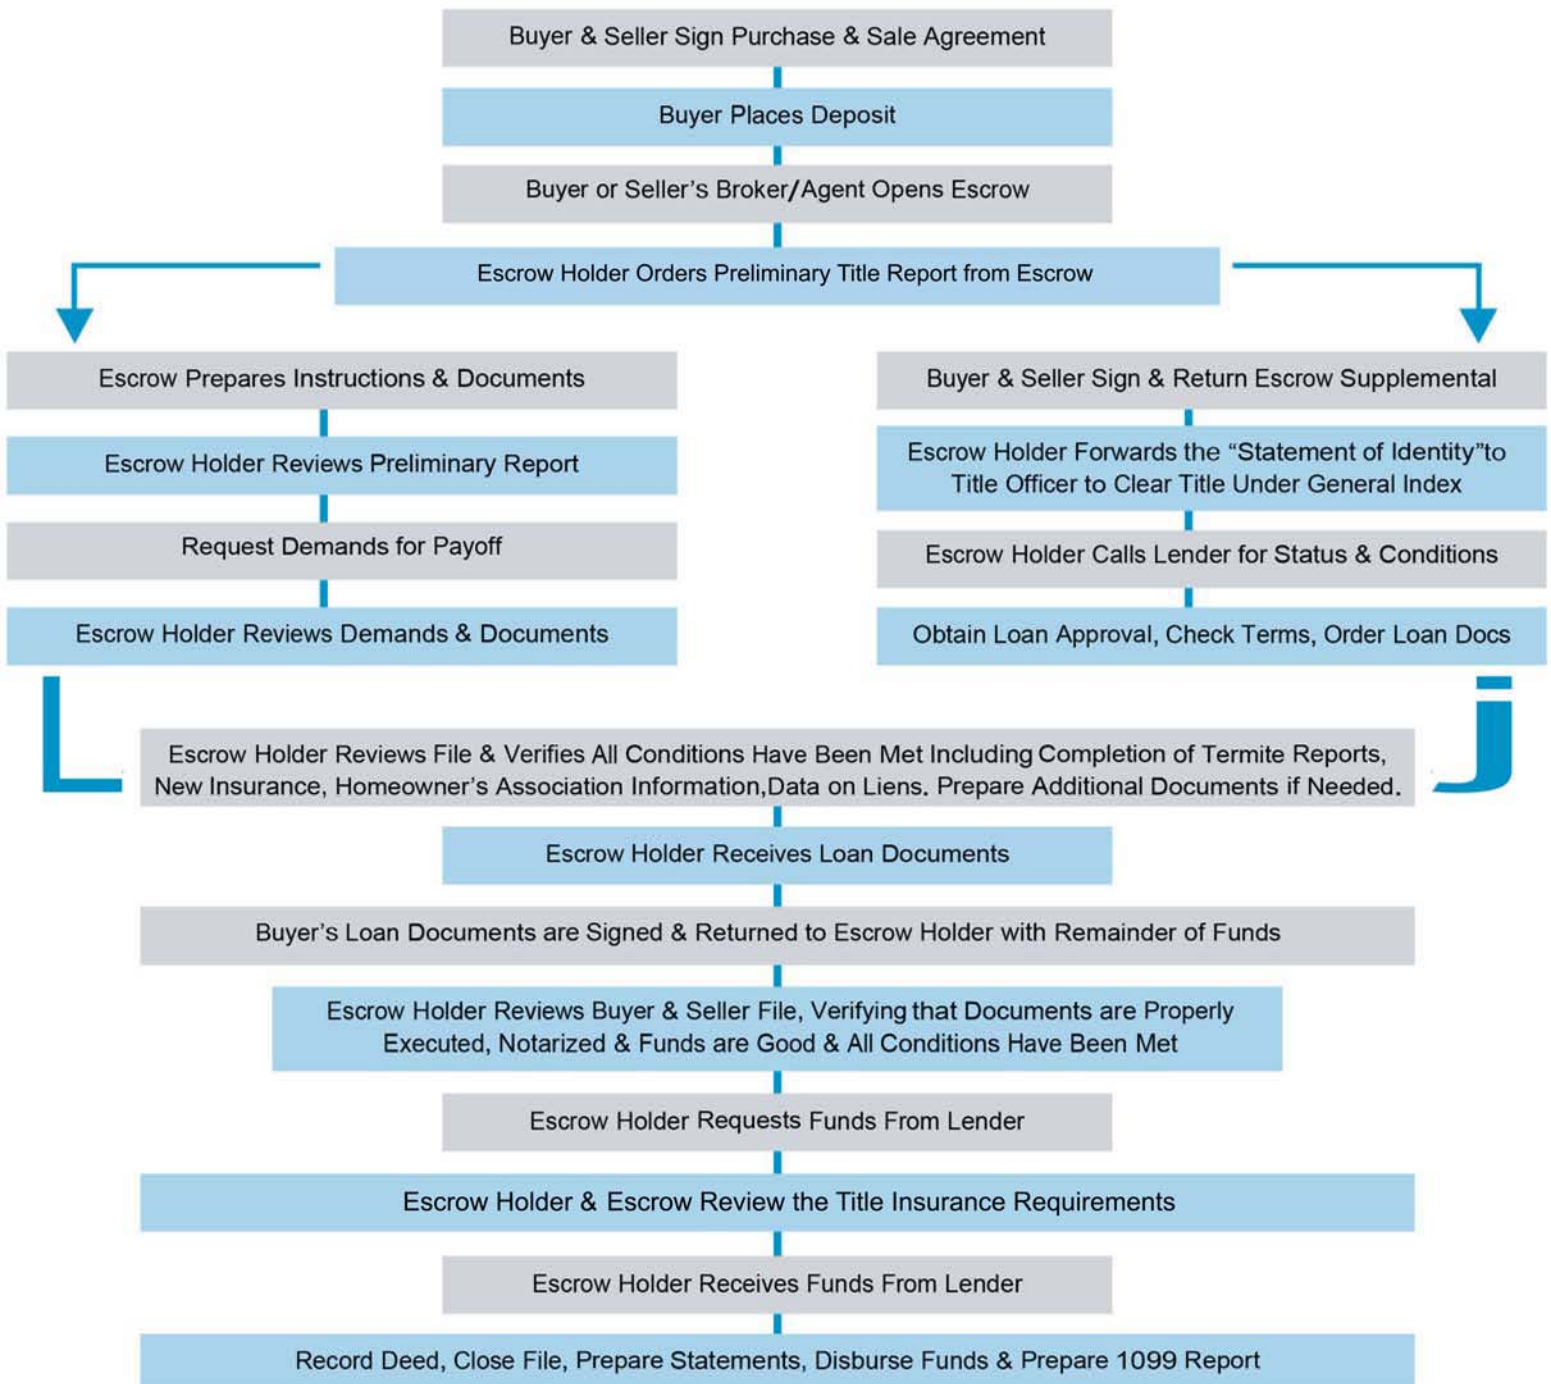 Buyer & Seller Sign Purchase & Sale Agreement
Buyer Places Deposit
Buyer or Seller's Broker/Agent Opens Escrow
Escrow Holder Orders Preliminary Title Report from Escrow
Escrow Prepares Instructions & Documents
Escrow Holder Reviews Preliminary Report
Request Demands for Payoff
Escrow Holder Reviews Demands & Documents
Buyer & Seller Sign & Return Escrow Supplemental
Escrow Holder Forwards the “Statement of Identity”to
Title Officer to Clear Title Under General Index
Escrow Holder Calls Lender for Status & Conditions
Obtain Loan Approval, Check Terms, Order Loan Docs
Escrow Holder Reviews File & Verifies All Conditions Have Been Met Including Completion of Termite Reports,
New Insurance, Homeowner's Association Information,Data on Liens. Prepare Additional Documents if Needed.
Escrow Holder Receives Loan Documents
Buyer's Loan Documents are Signed & Returned to Escrow Holder with Remainder of Funds
Escrow Holder Reviews Buyer & Seller File, Verifying that Documents are Properly
Executed, Notarized & Funds are Good & All Conditions Have Been Met
Escrow Holder Requests Funds From Lender
Escrow Holder & Escrow Review the Title Insurance Requirements
Escrow Holder Receives Funds From Lender
Record Deed, Close File, Prepare Statements, Disburse Funds & Prepare 1099 Report